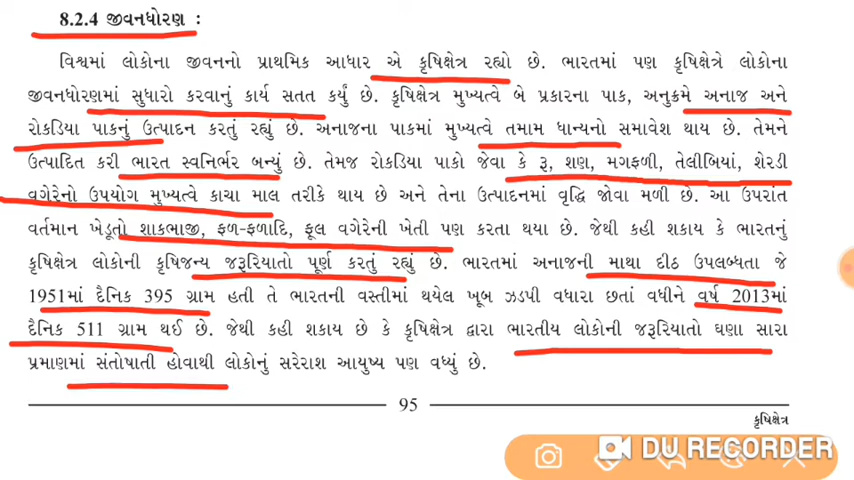 8.2.4 જીવનધોરણ :
વિશ્વમાં લોકોના જીવનનો પ્રાથમિક આધાર એ કૃષિક્ષેત્ર રહ્યો છે. ભારતમાં પણ કૃષિક્ષેત્રે લોકોના
જીવનધોરણમાં સુધારો કરવાનું કાર્ય સતત કર્યું છે. કૃષિક્ષેત્ર મુખ્યત્વે બે પ્રકારના પાક, અનુક્રમે અનાજ અને
રોકડિયા પાકનું ઉત્પાદન કરતું રહ્યું છે. અનાજના પાકમાં મુખ્યત્વે તમામ ધાન્યનો સમાવેશ થાય છે. તેમને
ઉત્પાદિત કરી ભારત સ્વનિર્ભર બન્યું છે. તેમજ રોકડિયા પાકો જેવા કે રૂ, શણ, મગફળી, તેલીબિયાં, શેરડી
વગેરેનો ઉપયોગ મુખ્યત્વે કાચા માલ તરીકે થાય છે અને તેના ઉત્પાદનમાં વૃદ્ધિ જોવા મળી છે. આ ઉપરાંત
વર્તમાન ખેડૂતો શાકભાજી, ફળ-ફળાદિ, ફૂલ વગેરેની ખેતી પણ કરતા થયા છે. જેથી કહી શકાય કે ભારતનું
કૃષિક્ષેત્ર લોકોની કૃષિજન્ય જરૂરિયાતો પૂર્ણ કરતું રહ્યું છે. ભારતમાં અનાજની માથા દીઠ ઉપલબ્ધતા જે
1951માં દૈનિક 395 ગ્રામ હતી તે ભારતની વસ્તીમાં થયેલ ખૂબ ઝડપી વધારા છતાં વધીને વર્ષ 2013માં
દૈનિક 511 ગ્રામ થઈ છે. જેથી કહી શકાય છે કે કૃષિક્ષેત્ર દ્વારા ભારતીય લોકોની જરૂરિયાતો ઘણા સારા
પ્રમાણમાં સંતોષાતી હોવાથી લોકોનું સરેરાશ આયુષ્ય પણ વધ્યું છે.
95
કૃષિક્ષેત્ર
DU RECORDER